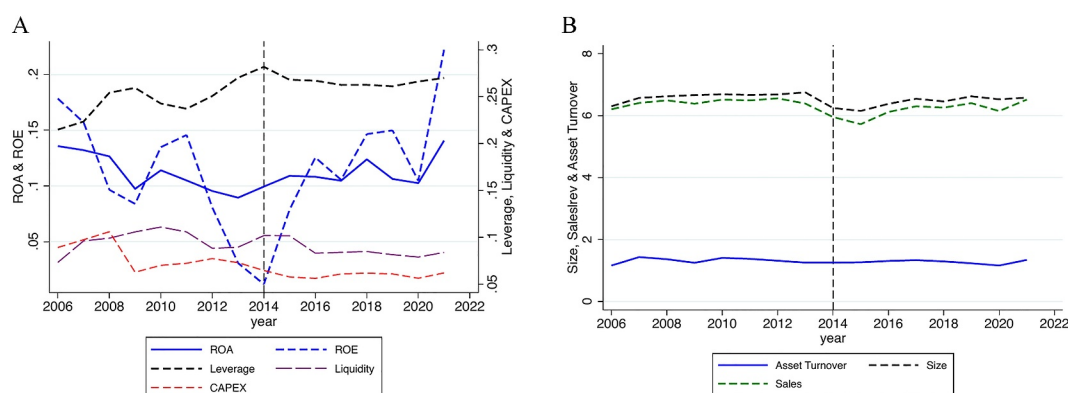 A
B
ROA & ROE
.05
.1
.15
.2
Leverage, Liquidity & CAPEX
.05
.1
.15
.2
.25
.3
2006 2008 2010 2012 2014 2016 2018 2020 2022
year
ROA ROE
Leverage Liquidity
CAPEX
Size, Saleslrev & Asset Turnover
0
2
4
6
8
2006 2008 2010 2012 2014 2016 2018 2020 2022
year
Asset Turnover Size
Sales